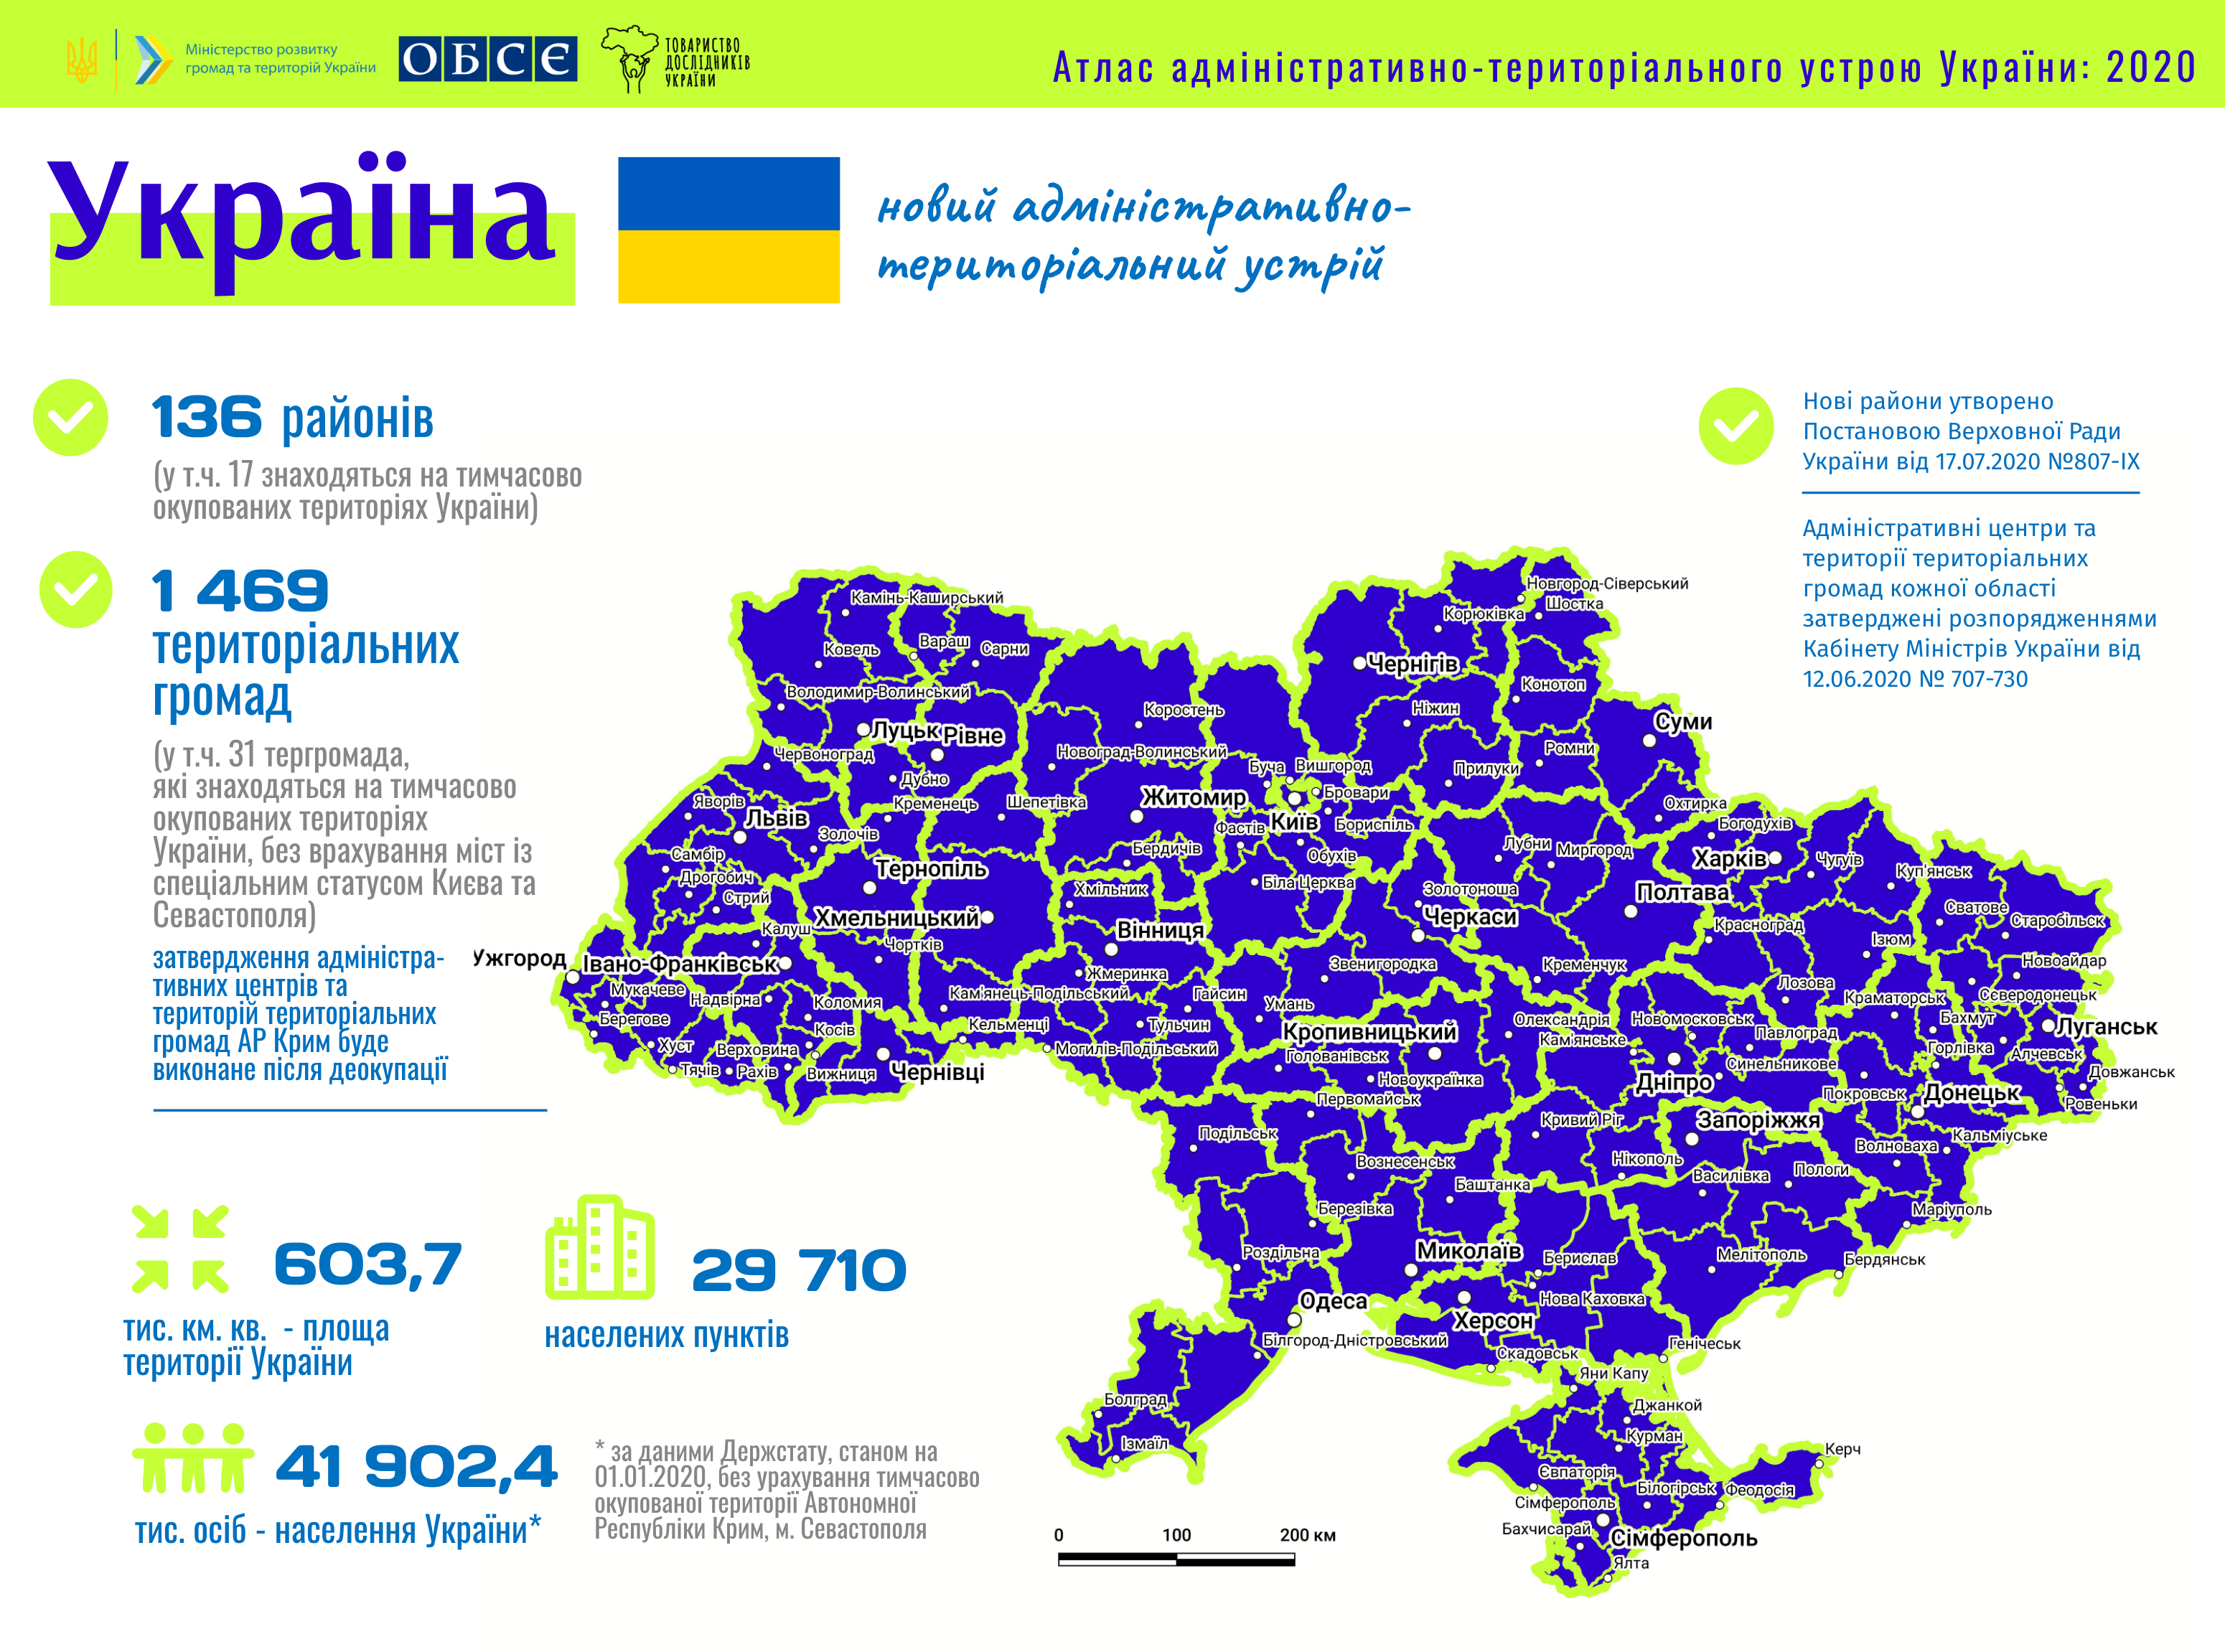 Міністерство розвитку
громад та територій України
ОБСЄ
ТОВАРИСТВО
ДОСЛІДНИКІВ
УКРАЇНИ
Атлас адміністративно-територіального устрою України: 2020
Україна
новий адміністративно-
територіальний устрій
136 районів
(у т.ч. 17 знаходяться на тимчасово
окупованих територіях України)
1 469
територіальних
громад
(у т.ч. 31 тергромада,
які знаходяться на тимчасово
окупованих територіях
України, без врахування міст із
спеціальним статусом Києва та
Севастополя)
затвердження адміністра-
тивних центрів та
територій територіальних
громад АР Крим буде
виконане після деокупації
603,7
тис. км. кв. - площа
території України
29 710
населених пунктів
41 902,4
тис. осіб - населення України*
* за даними Держстату, станом на
01.01.2020, без урахування тимчасово
окупованої території Автономної
Республіки Крим, м. Севастополя
Нові райони утворено
Постановою Верховної Ради
України від 17.07.2020 №807-IX
Адміністративні центри та
території територіальних
громад кожної області
затверджені розпорядженнями
Кабінету Міністрів України від
12.06.2020 № 707-730
Новгород-Сіверський
Камінь-Каширський
Шостка
Корюківка
Ковель
Вараш
Сарни
Чернігів
Володимир-Волинський
Конотоп
Коростень
Ніжин
Луцьк
Рівне
Суми
Червоноград
Новоград-Волинський
Ромни
Дубно
Буча
Вишгород
Прилуки
Яворів
Кременець
Шепетівка
Житомир
Бровари
Охтирка
Львів
Золочів
Фастів
Київ
Бориспіль
Богодухів
Самбір
Бердичів
Обухів
Лубни
Миргород
Харків
Чугуїв
Дрогобич
Тернопіль
Куп'янськ
Стрий
Хмільник
Біла Церква
Золотоноша
Полтава
Хмельницький
Черкаси
Сватове
Старобільськ
Калуш
Вінниця
Красноград
Чортків
Ізюм
Ужгород
Івано-Франківськ
Жмеринка
Звенигородка
Кременчук
Новоайдар
Мукачеве
Надвірна
Коломия
Кам'янець-Подільський
Гайсин
Умань
Лозова
Краматорськ
Сєвєродонецьк
Берегове
Косів
Кельменці
Тульчин
Кропивницький
Олександрія
Новомосковськ
Павлоград
Бахмут
Луганськ
Хуст
Верховина
Могилів-Подільський
Голованівськ
Кам'янське
Горлівка
Алчевськ
Тячів
Рахів
Вижниця
Чернівці
Новоукраїнка
Дніпро
Синельникове
Довжанськ
Первомайськ
Покровськ
Донецьк
Ровеньки
Подільськ
Кривий Ріг
Запоріжжя
Кальміуське
Волноваха
Вознесенськ
Нікополь
Василівка
Пологи
Баштанка
Березівка
Маріуполь
Роздільна
Миколаїв
Берислав
Мелітополь
Бердянськ
Одеса
Нова Каховка
Херсон
Білгород-Дністровський
Генічеськ
Скадовськ
Яни Капу
Болград
Джанкой
Ізмаїл
Курман
Керч
Євпаторія
Білогірськ
Феодосія
Сімферополь
Бахчисарай
Сімферополь
Ялта
0 100 200 км